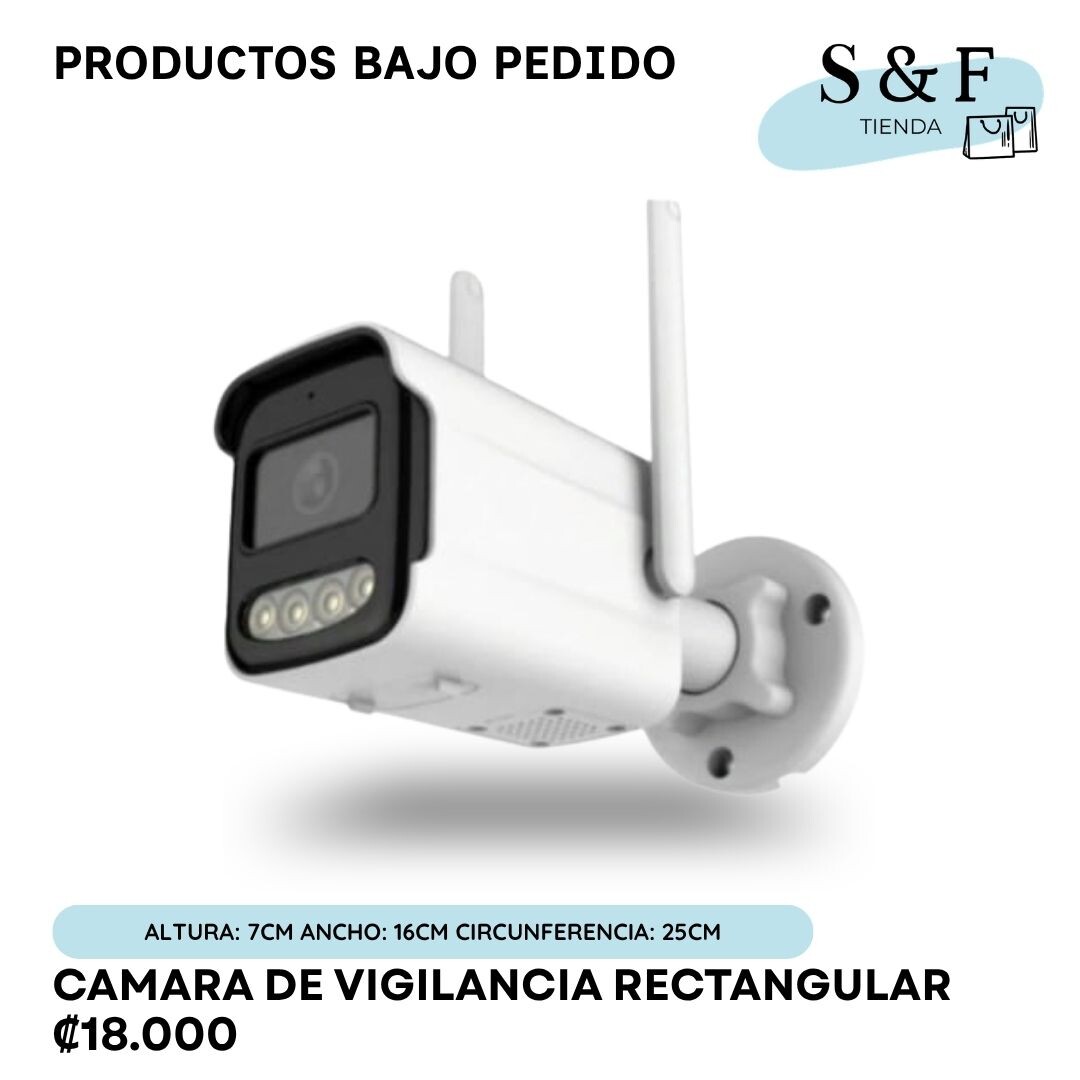 PRODUCTOS BAJO PEDIDO
S & F
TIENDA
ALTURA: 7CM ANCHO: 16CM CIRCUNFERENCIA: 25CM
CAMARA DE VIGILANCIA RECTANGULAR
₡18.000